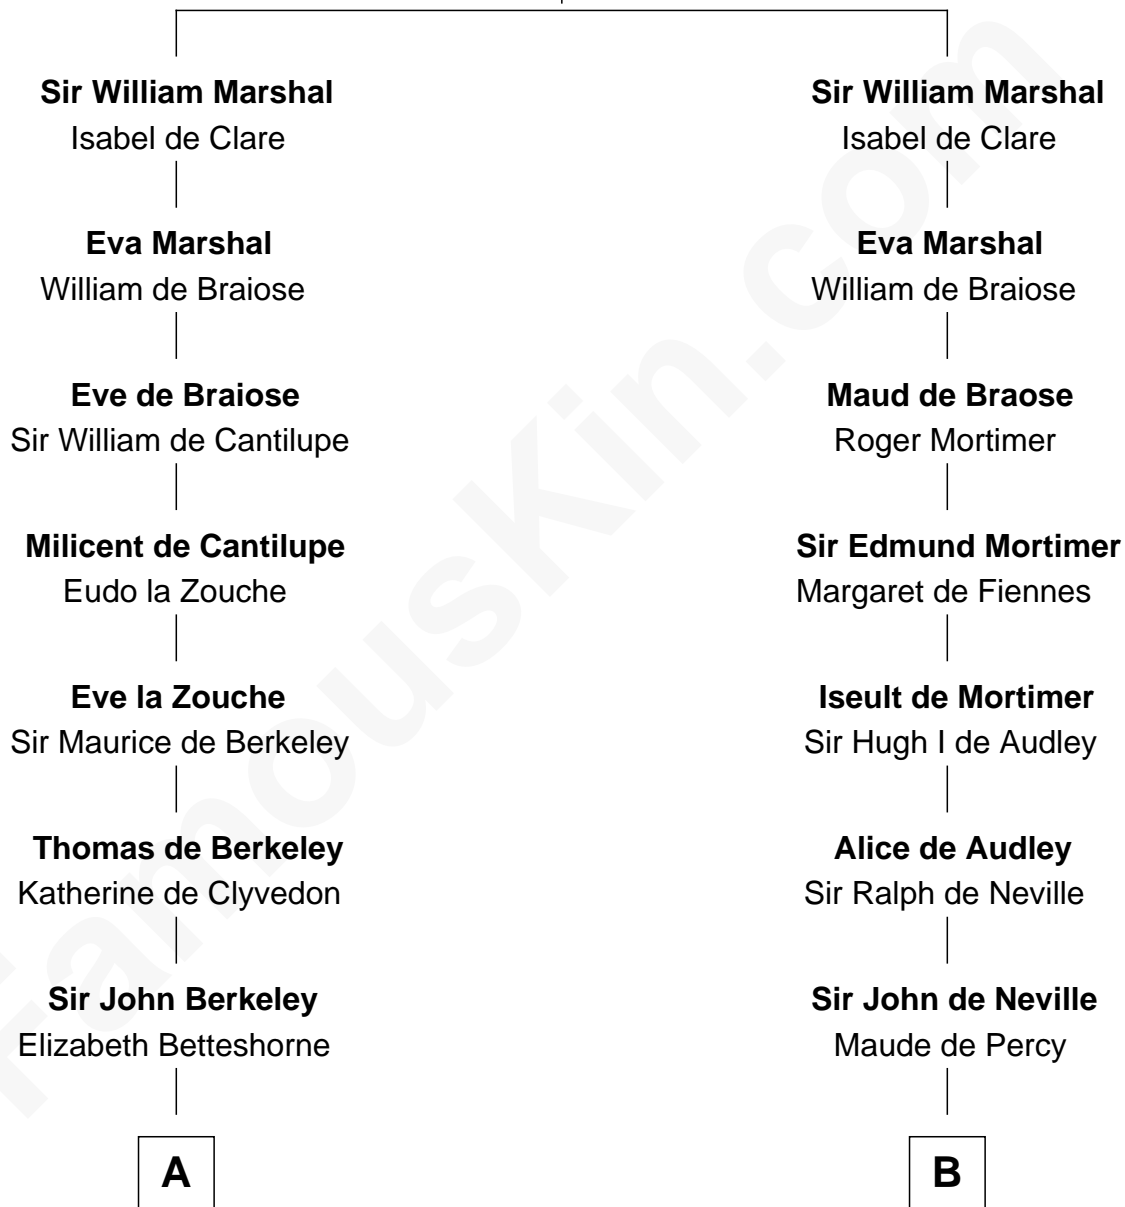 Sir William Marshal
Isabel de Clare
Eva Marshal
William de Braiose
Eve de Braiose
Sir William de Cantilupe
Milicent de Cantilupe
Eudo la Zouche
Eve la Zouche
Sir Maurice de Berkeley
Thomas de Berkeley
Katherine de Clyvedon
Sir John Berkeley
Elizabeth Betteshorne
A
Sir William Marshal
Isabel de Clare
Eva Marshal
William de Braiose
Maud de Braose
Roger Mortimer
Sir Edmund Mortimer
Margaret de Fiennes
Iseult de Mortimer
Sir Hugh I de Audley
Alice de Audley
Sir Ralph de Neville
Sir John de Neville
Maude de Percy
B
FamousKin.com